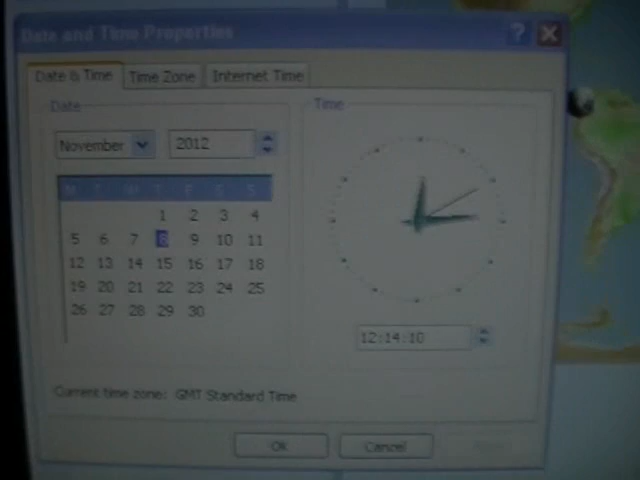 Date and Time Properties
Date & Time
Time Zone
Internet Time
Date
Time
November
2012
M T W T F S S
1 2 3 4
5 6 7 8 9 10 11
12 13 14 15 16 17 18
19 20 21 22 23 24 25
26 27 28 29 30
12:14:10
Current time zone: GMT Standard Time
Ok
Cancel